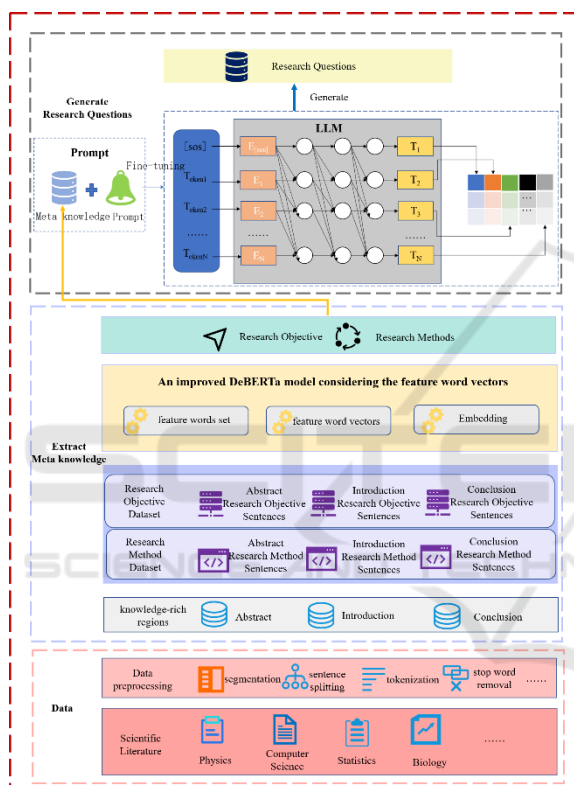 Research Questions
Generate
Research Questions
Generate
LLM
Prompt
Fine-tuning
Meta knowledge Prompt
[sos]
Token1
Token2
......
TokenN
E[sos]
E1
E2
......
EN
T1
T2
T3
......
TN
...
...
Research Objective
Research Methods
An improved DeBERTa model considering the feature word vectors
feature words set
feature word vectors
Embedding
Extract
Meta knowledge
Research
Objective
Dataset
Abstract
Research Objective
Sentences
Introduction
Research Objective
Sentences
Conclusion
Research Objective
Sentences
Research
Method
Dataset
Abstract
Research Method
Sentences
Introduction
Research Method
Sentences
Conclusion
Research Method
Sentences
knowledge-rich
regions
Abstract
Introduction
Conclusion
Data
Data
preprocessing
segmentation
sentence
splitting
tokenization
stop word
removal
......
Scientific
Literature
Physics
Computer
Science
Statistics
Biology
......